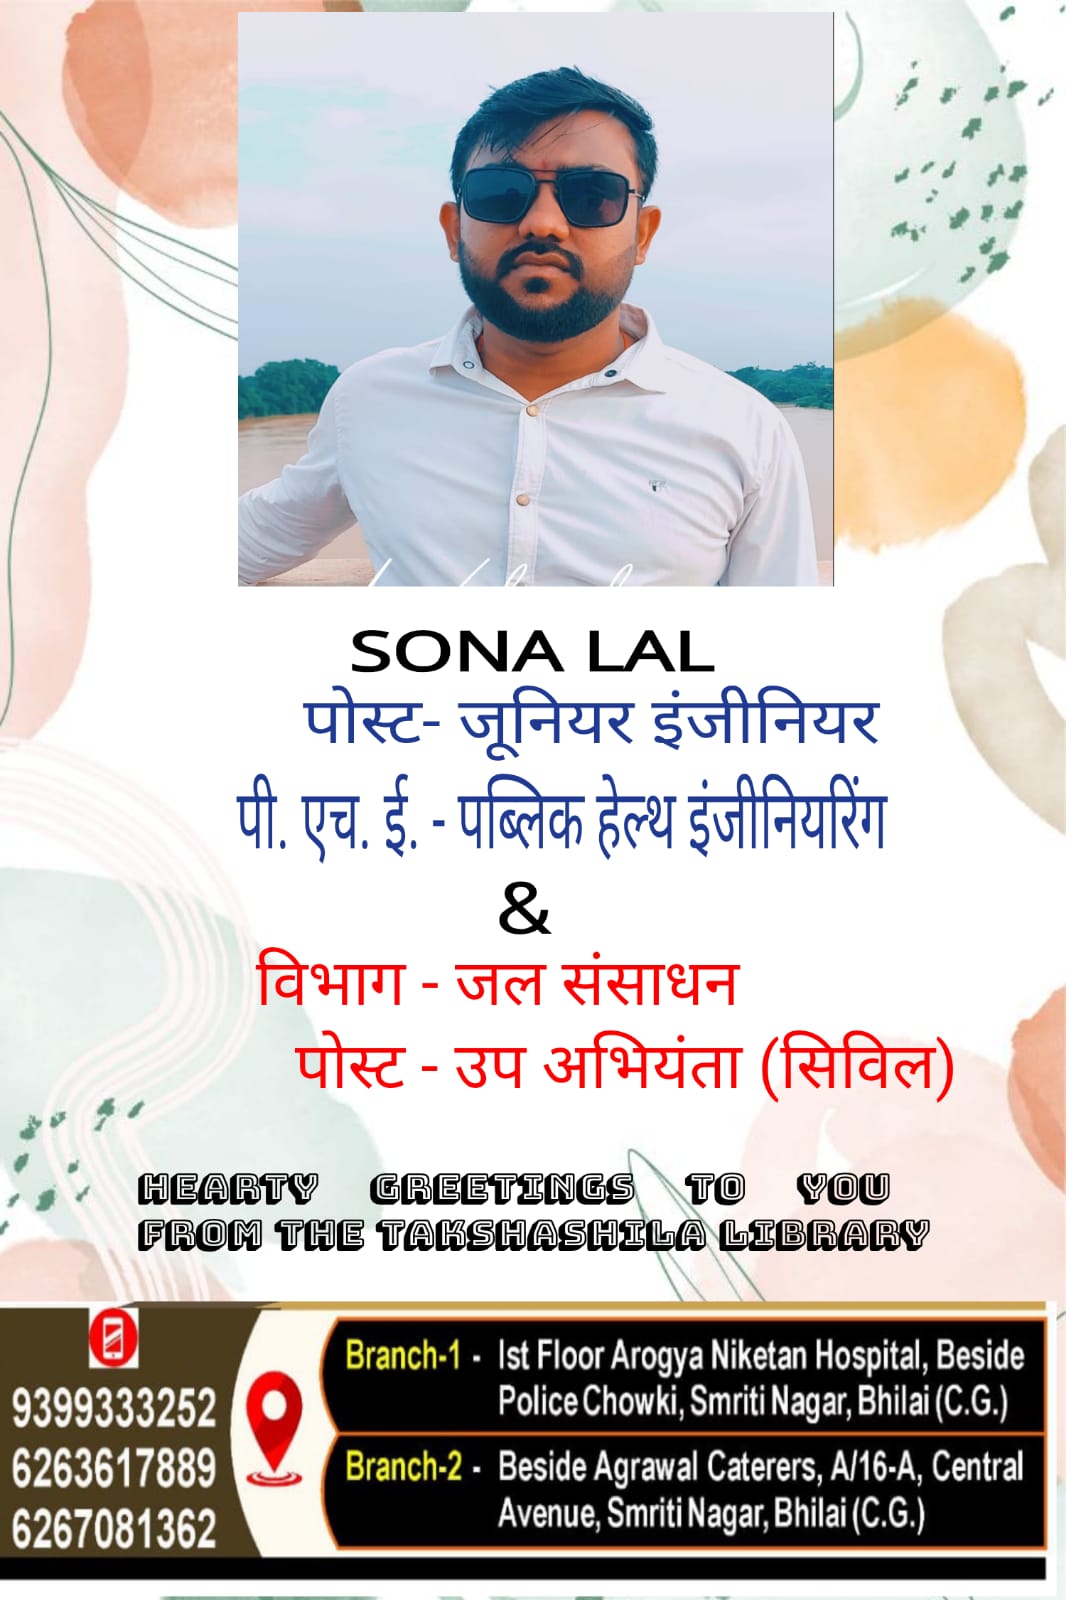 SONA LAL
पोस्ट- जूनियर इंजीनियर
पी. एच. ई. - पब्लिक हेल्थ इंजीनियरिंग
&
विभाग - जल संसाधन
पोस्ट - उप अभियंता (सिविल)
HEARTY GREETINGS TO YOU
FROM THE TAKSHASHILA LIBRARY
9399333252
6263617889
6267081362
Branch-1 - Ist Floor Arogya Niketan Hospital, Beside
Police Chowki, Smriti Nagar, Bhilai (C.G.)
Branch-2 - Beside Agrawal Caterers, A/16-A, Central
Avenue, Smriti Nagar, Bhilai (C.G.)